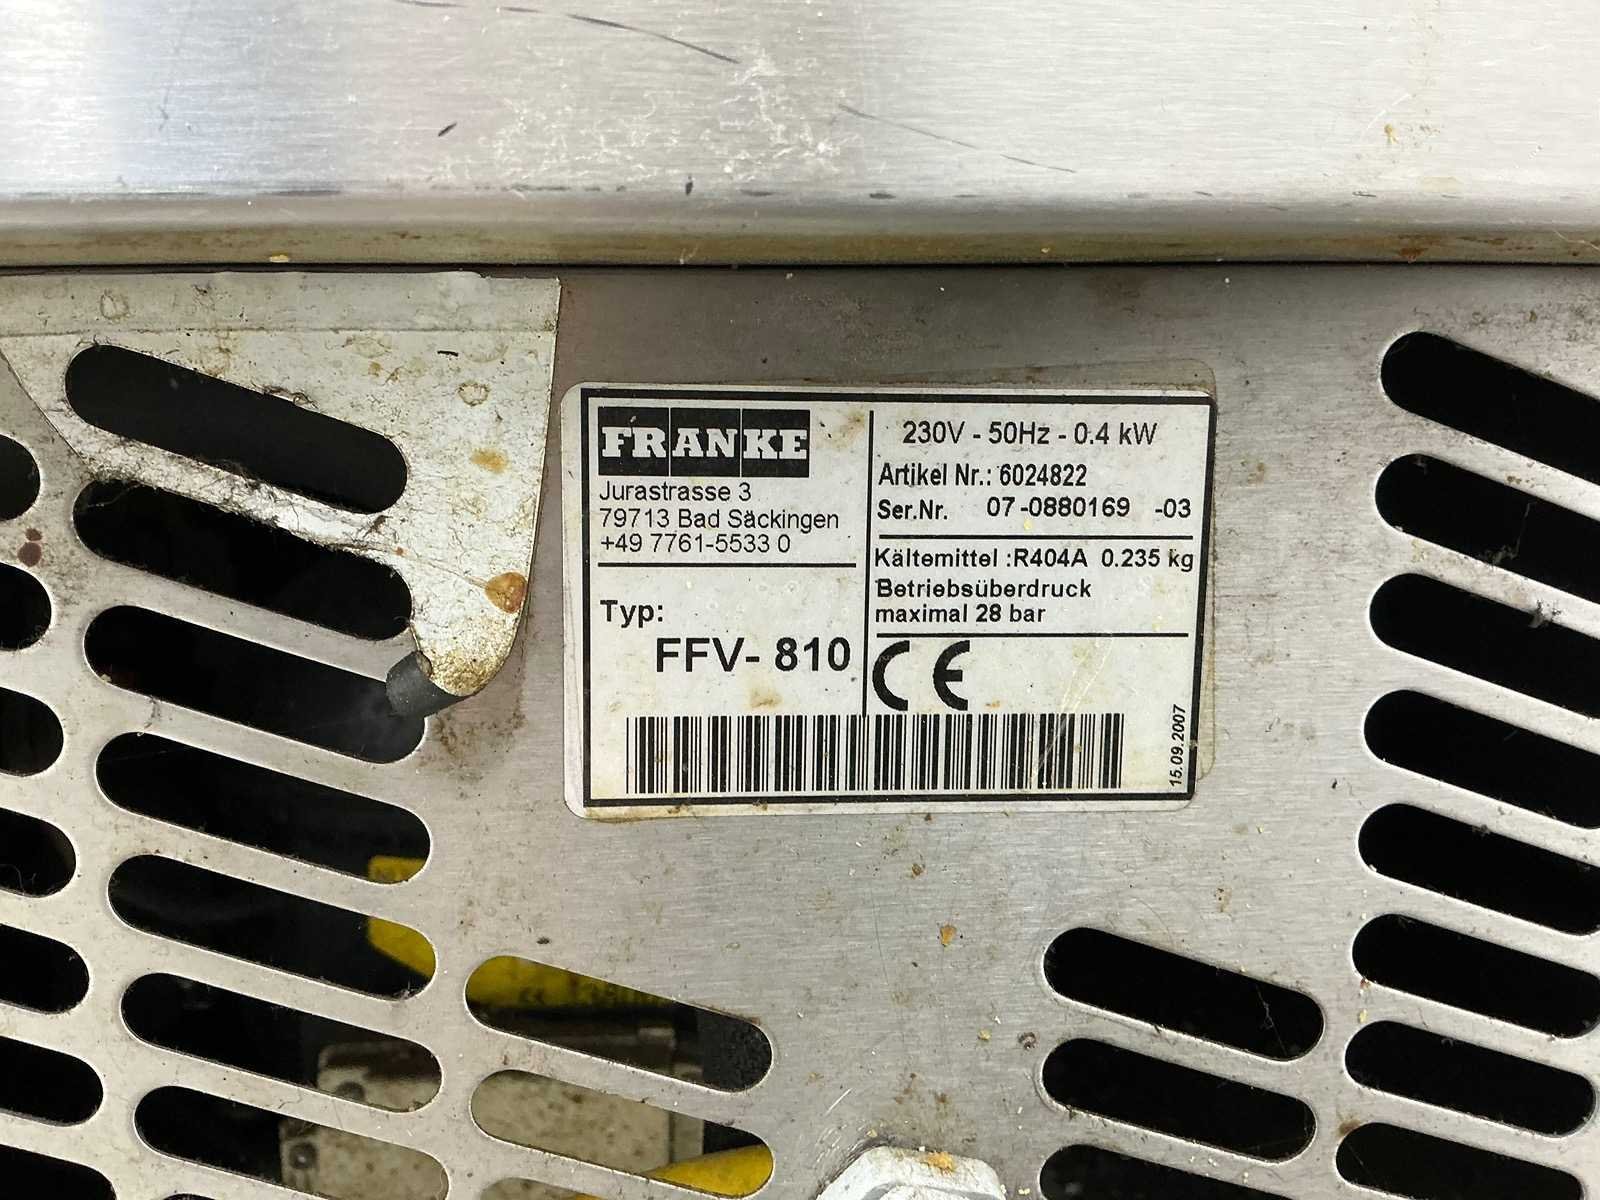 FRANKE
Jurastrasse 3
79713 Bad Säckingen
+49 7761-5533 0
Typ:
FFV- 810
230V - 50Hz - 0.4 kW
Artikel Nr.: 6024822
Ser.Nr. 07-0880169 -03
Kältemittel :R404A 0.235 kg
Betriebsüberdruck
maximal 28 bar
CE
15.09.2007